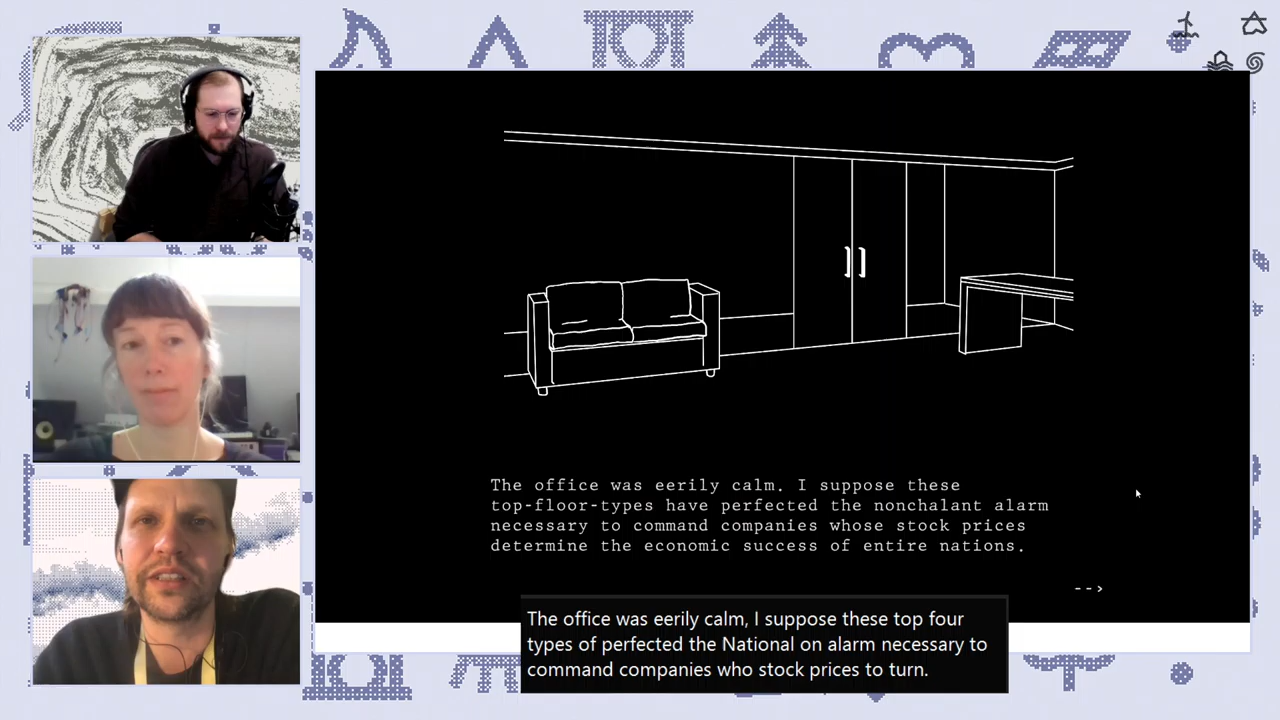 The office was eerily calm. I suppose these
top-floor-types have perfected the nonchalant alarm
necessary to command companies whose stock prices
determine the economic success of entire nations.
-->
The office was eerily calm, I suppose these top four
types of perfected the National on alarm necessary to
command companies who stock prices to turn.